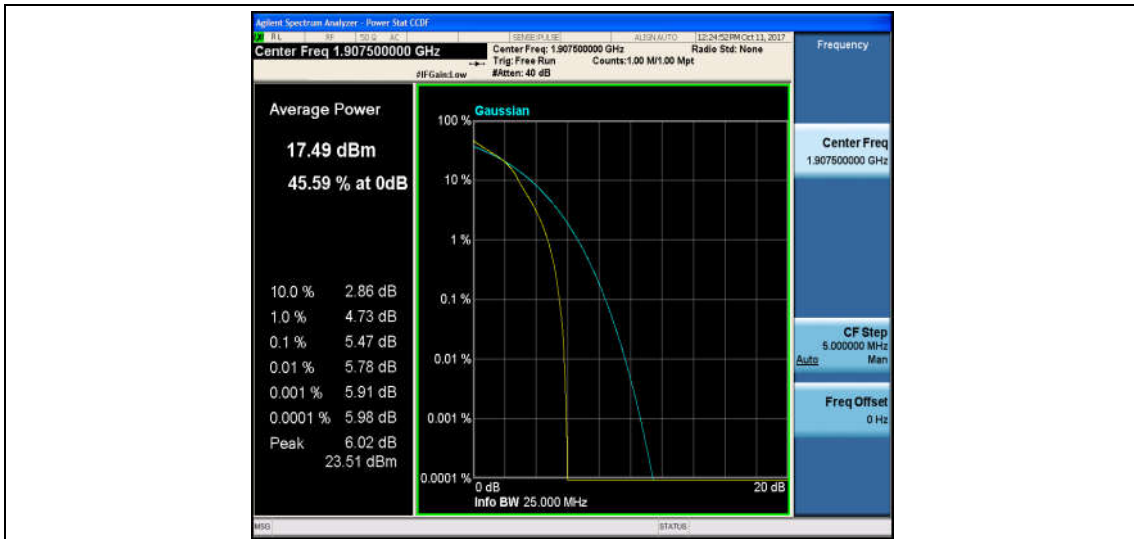 Agilent Spectrum Analyzer - Power Stat CCDF
RL RF 50 Ω AC SENSE:PULSE ALIGN AUTO 12:24:52 PM Oct 11, 2017
Center Freq 1.907500000 GHz
Center Freq: 1.907500000 GHz Radio Std: None
Trig: Free Run Counts:1.00 M/1.00 Mpt
#IFGain:Low #Atten: 40 dB
Frequency
Average Power
17.49 dBm
45.59 % at 0dB
10.0 % 2.86 dB
1.0 % 4.73 dB
0.1 % 5.47 dB
0.01 % 5.78 dB
0.001 % 5.91 dB
0.0001 % 5.98 dB
Peak 6.02 dB
23.51 dBm
Gaussian
100 %
10 %
1 %
0.1 %
0.01 %
0.001 %
0.0001 %
0 dB 20 dB
Info BW 25.000 MHz
Center Freq
1.907500000 GHz
CF Step
5.000000 MHz
Auto Man
Freq Offset
0 Hz
MSG STATUS